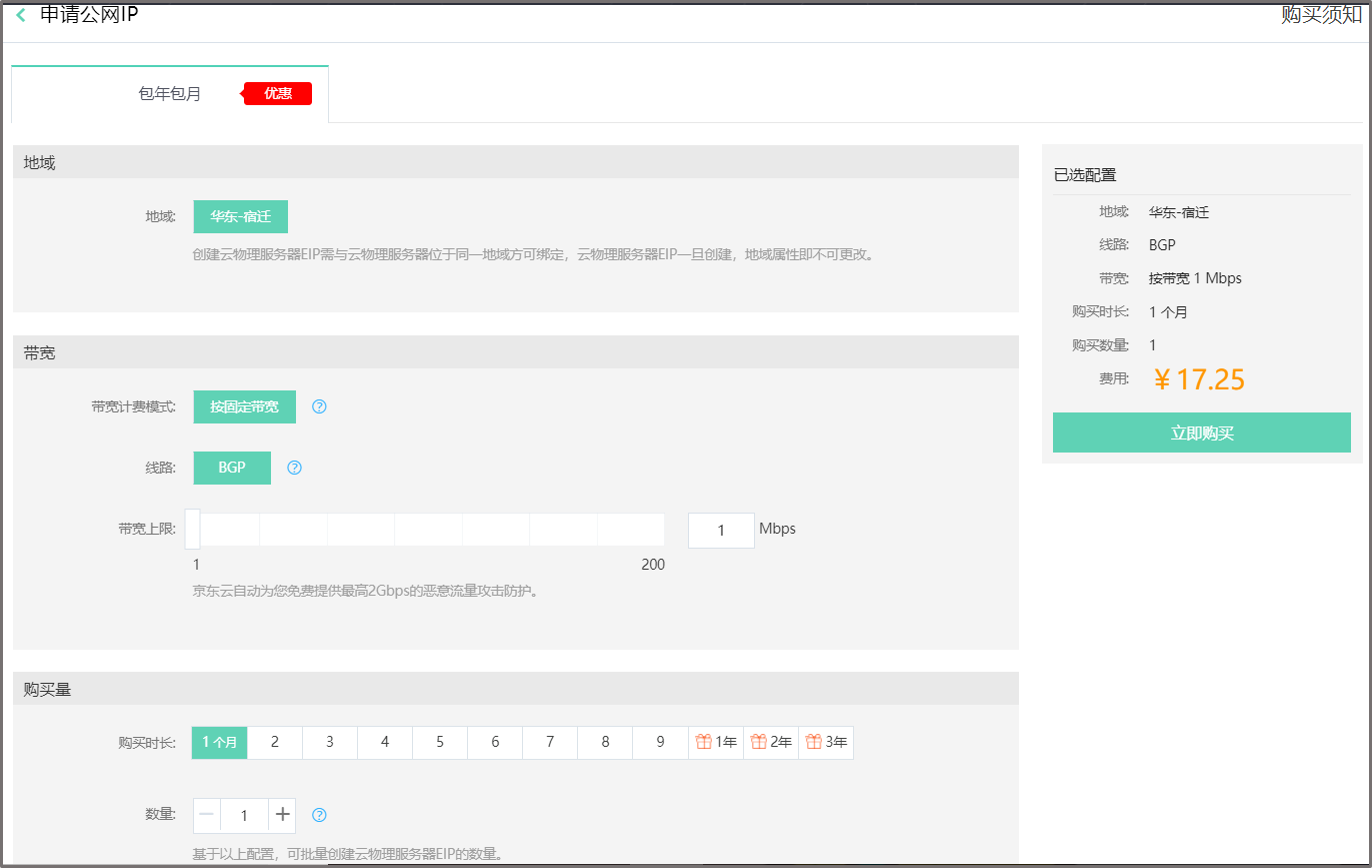 申请公网IP
购买须知
包年包月
优惠
地域
地域:
华东-宿迁
创建云物理服务器EIP需与云物理服务器位于同一地域方可绑定，云物理服务器EIP一旦创建，地域属性即不可更改。
带宽
带宽计费模式:
按固定带宽
?
线路:
BGP
?
带宽上限:
1
Mbps
1
200
京东云自动为您免费提供最高2Gbps的恶意流量攻击防护。
购买量
购买时长:
1 个月
2
3
4
5
6
7
8
9
1年
2年
3年
数量:
1
?
基于以上配置，可批量创建云物理服务器EIP的数量。
已选配置
地域: 华东-宿迁
线路: BGP
带宽: 按带宽 1 Mbps
购买时长: 1 个月
购买数量: 1
费用: ¥ 17.25
立即购买